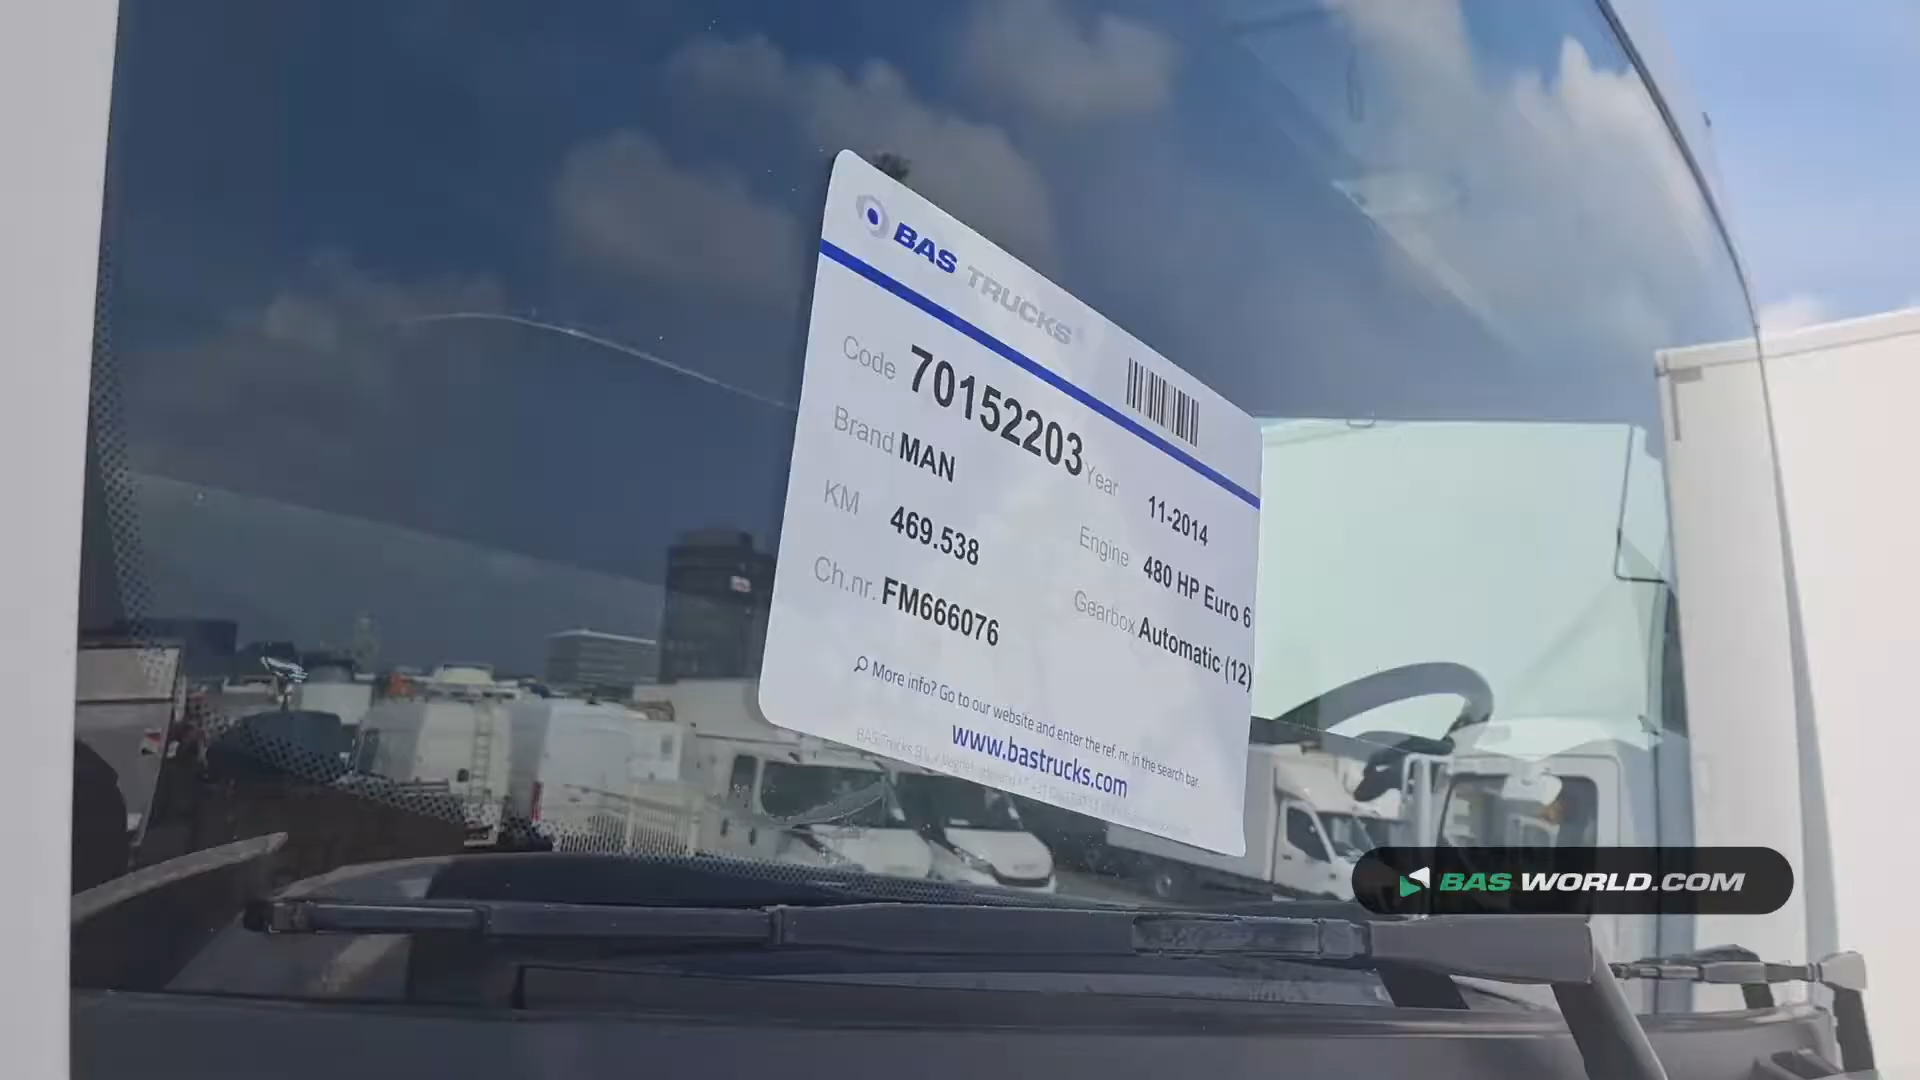 BAS TRUCKS
Code 70152203
Brand MAN
Year 11-2014
KM 469.538
Engine 480 HP Euro 6
Ch.nr. FM666076
Gearbox Automatic (12)
More info? Go to our website and enter the ref. nr. in the search bar
www.bastrucks.com
BAS Trucks B.V.
BAS WORLD.COM